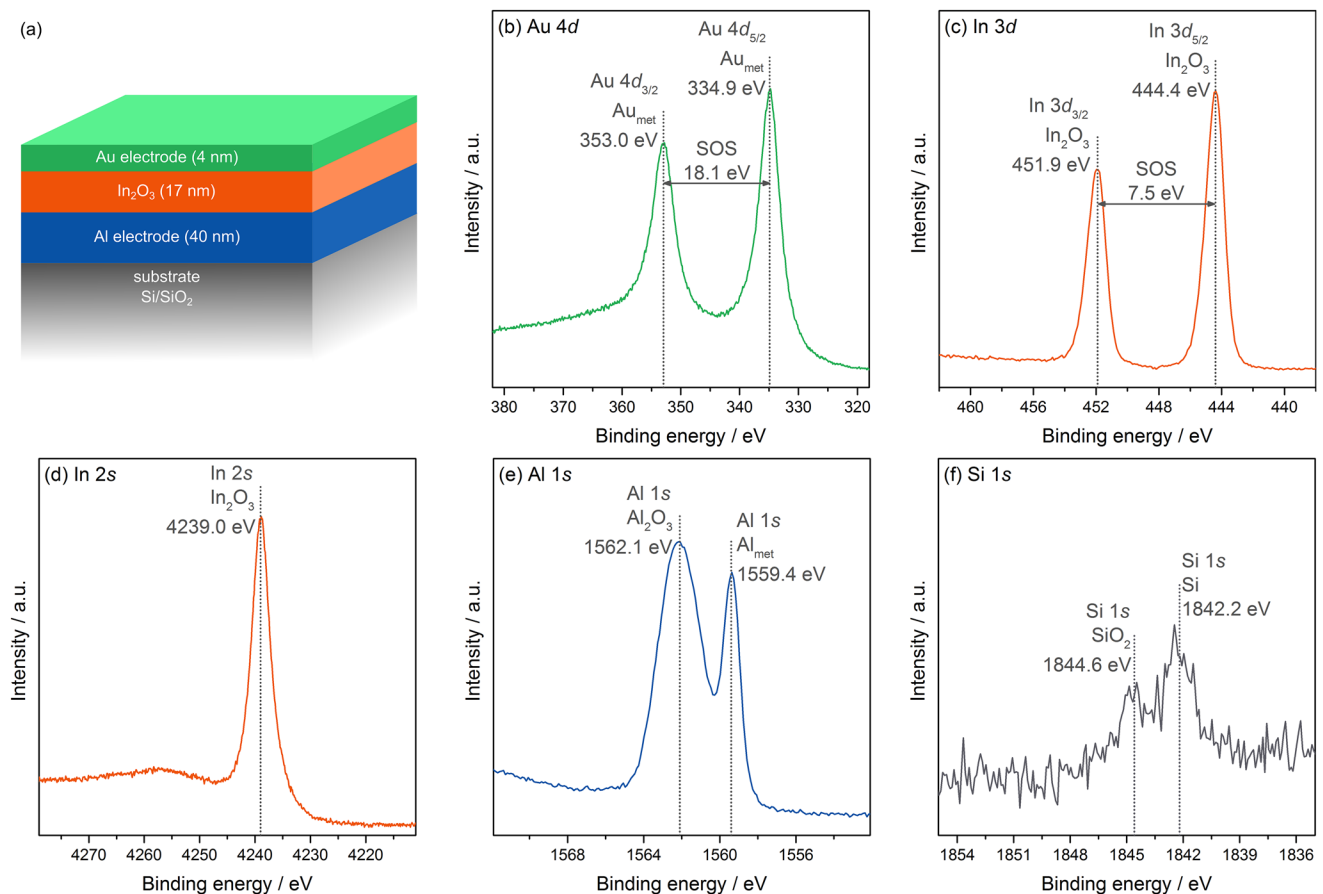 (a)
Au electrode (4 nm)
In₂O₃ (17 nm)
Al electrode (40 nm)
substrate
Si/SiO₂
(b) Au 4d
Au 4d₅/₂
Auₘₑₜ
334.9 eV
Au 4d₃/₂
Auₘₑₜ
353.0 eV
SOS
18.1 eV
Intensity / a.u.
380 370 360 350 340 330 320
Binding energy / eV
(c) In 3d
In 3d₅/₂
In₂O₃
444.4 eV
In 3d₃/₂
In₂O₃
451.9 eV
SOS
7.5 eV
Intensity / a.u.
460 456 452 448 444 440
Binding energy / eV
(d) In 2s
In 2s
In₂O₃
4239.0 eV
Intensity / a.u.
4270 4260 4250 4240 4230 4220
Binding energy / eV
(e) Al 1s
Al 1s
Al₂O₃
1562.1 eV
Al 1s
Alₘₑₜ
1559.4 eV
Intensity / a.u.
1568 1564 1560 1556
Binding energy / eV
(f) Si 1s
Si 1s
Si
1842.2 eV
Si 1s
SiO₂
1844.6 eV
Intensity / a.u.
1854 1851 1848 1845 1842 1839 1836
Binding energy / eV